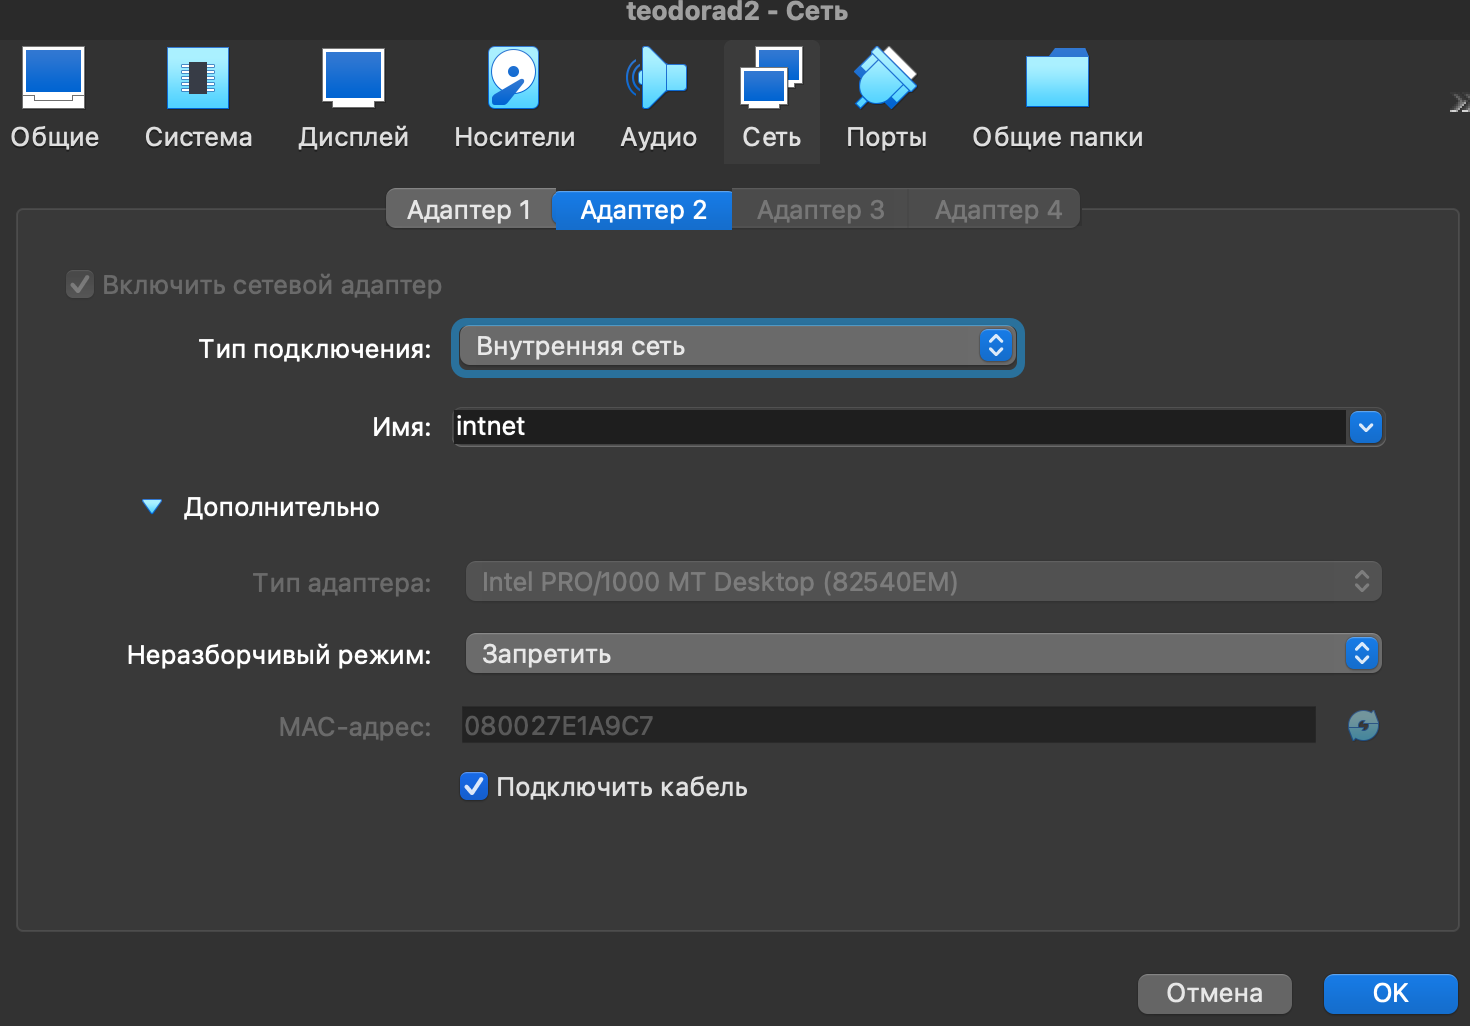 teodorad2 - Сеть
Общие Система Дисплей Носители Аудио Сеть Порты Общие папки
Адаптер 1 Адаптер 2 Адаптер 3 Адаптер 4
Включить сетевой адаптер
Тип подключения: Внутренняя сеть
Имя: intnet
Дополнительно
Тип адаптера: Intel PRO/1000 MT Desktop (82540EM)
Неразборчивый режим: Запретить
MAC-адрес: 080027E1A9C7
Подключить кабель
Отмена OK